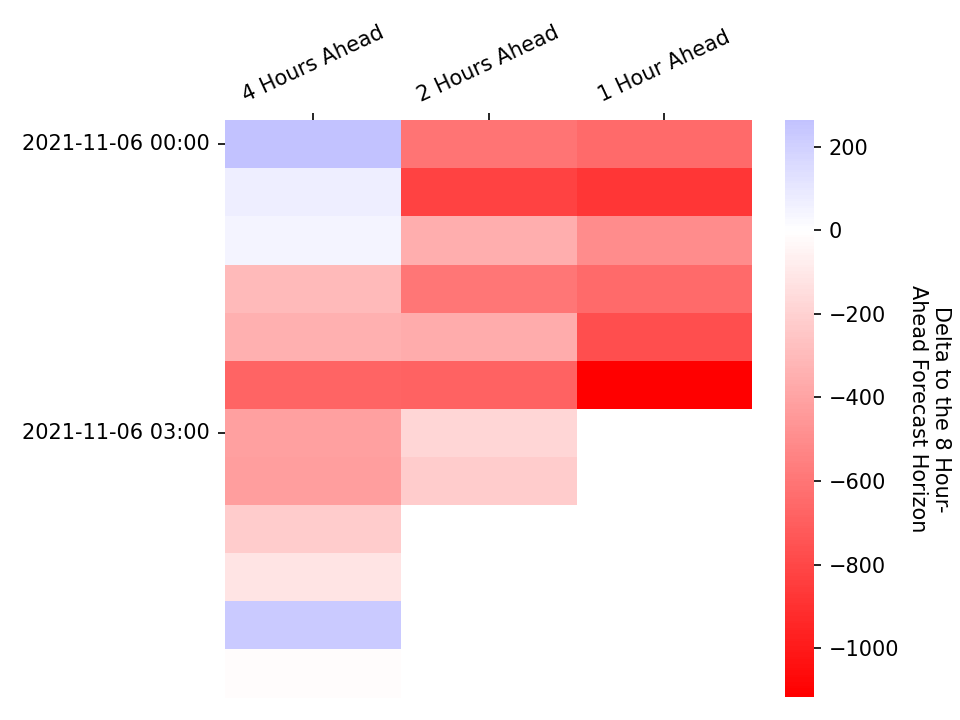 4 Hours Ahead
2 Hours Ahead
1 Hour Ahead
2021-11-06 00:00
2021-11-06 03:00
200
0
−200
−400
−600
−800
−1000
Delta to the 8 Hour-
Ahead Forecast Horizon